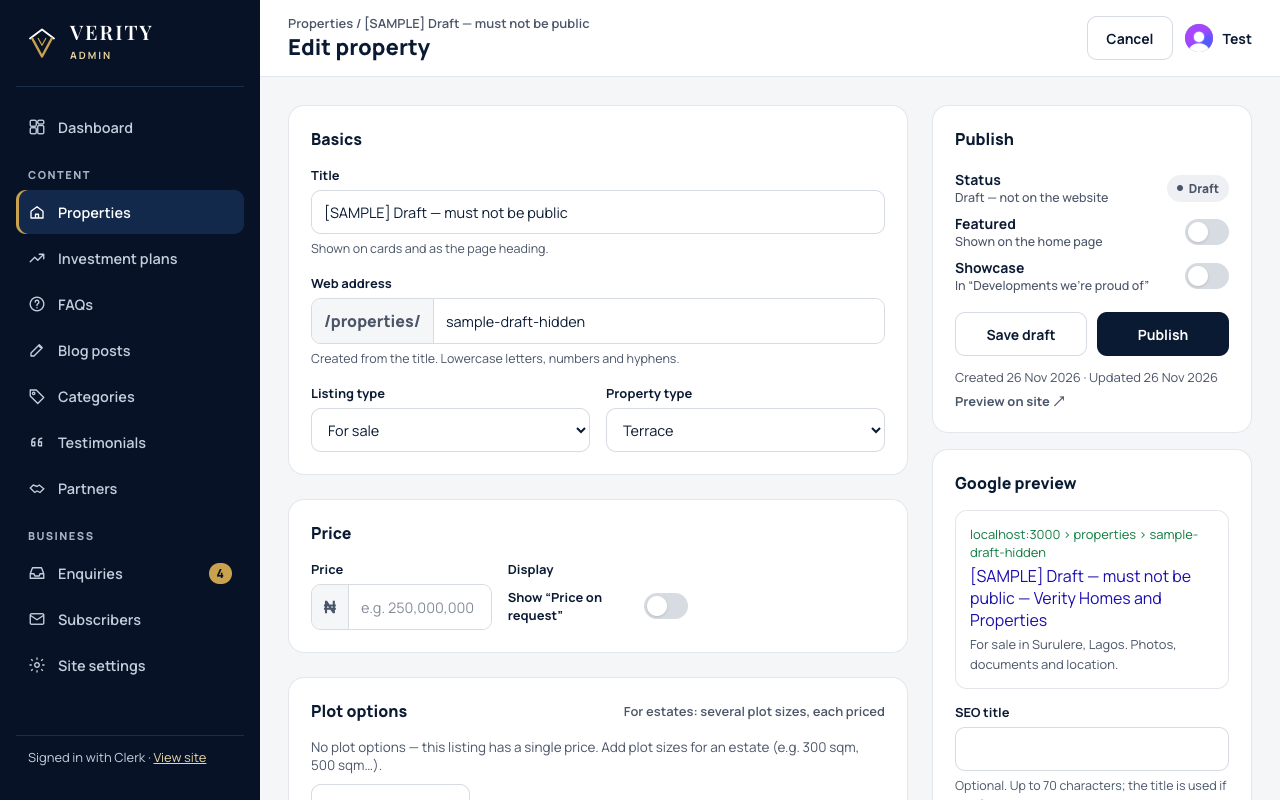 VERITY
ADMIN
Dashboard
CONTENT
Properties
Investment plans
FAQs
Blog posts
Categories
Testimonials
Partners
BUSINESS
Enquiries 4
Subscribers
Site settings
Signed in with Clerk · View site
Properties / [SAMPLE] Draft — must not be public
Edit property
Cancel
Test
Basics
Title
[SAMPLE] Draft — must not be public
Shown on cards and as the page heading.
Web address
/properties/ sample-draft-hidden
Created from the title. Lowercase letters, numbers and hyphens.
Listing type Property type
For sale Terrace
Price
Price Display
₦ e.g. 250,000,000
Show “Price on
request”
Plot options For estates: several plot sizes, each priced
No plot options — this listing has a single price. Add plot sizes for an estate (e.g. 300 sqm,
500 sqm…).
Publish
Status
Draft — not on the website
Draft
Featured
Shown on the home page
Showcase
In “Developments we’re proud of”
Save draft Publish
Created 26 Nov 2026 · Updated 26 Nov 2026
Preview on site ↗
Google preview
localhost:3000 › properties › sample-
draft-hidden
[SAMPLE] Draft — must not be
public — Verity Homes and
Properties
For sale in Surulere, Lagos. Photos,
documents and location.
SEO title
Optional. Up to 70 characters; the title is used if